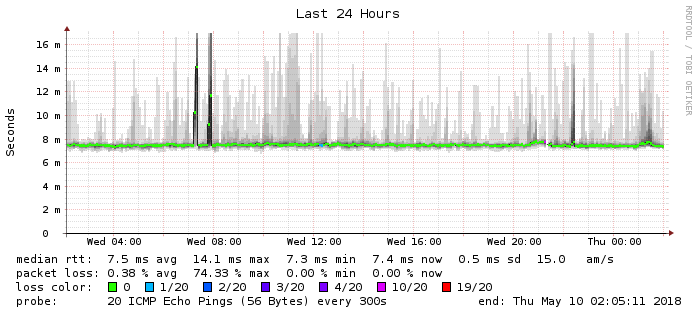 Last 24 Hours
RRDTOOL / TOBI OETIKER
Seconds
16 m
14 m
12 m
10 m
8 m
6 m
4 m
2 m
0
Wed 04:00 Wed 08:00 Wed 12:00 Wed 16:00 Wed 20:00 Thu 00:00
median rtt: 7.5 ms avg 14.1 ms max 7.3 ms min 7.4 ms now 0.5 ms sd 15.0 am/s
packet loss: 0.38 % avg 74.33 % max 0.00 % min 0.00 % now
loss color: 0 1/20 2/20 3/20 4/20 10/20 19/20
probe: 20 ICMP Echo Pings (56 Bytes) every 300s end: Thu May 10 02:05:11 2018